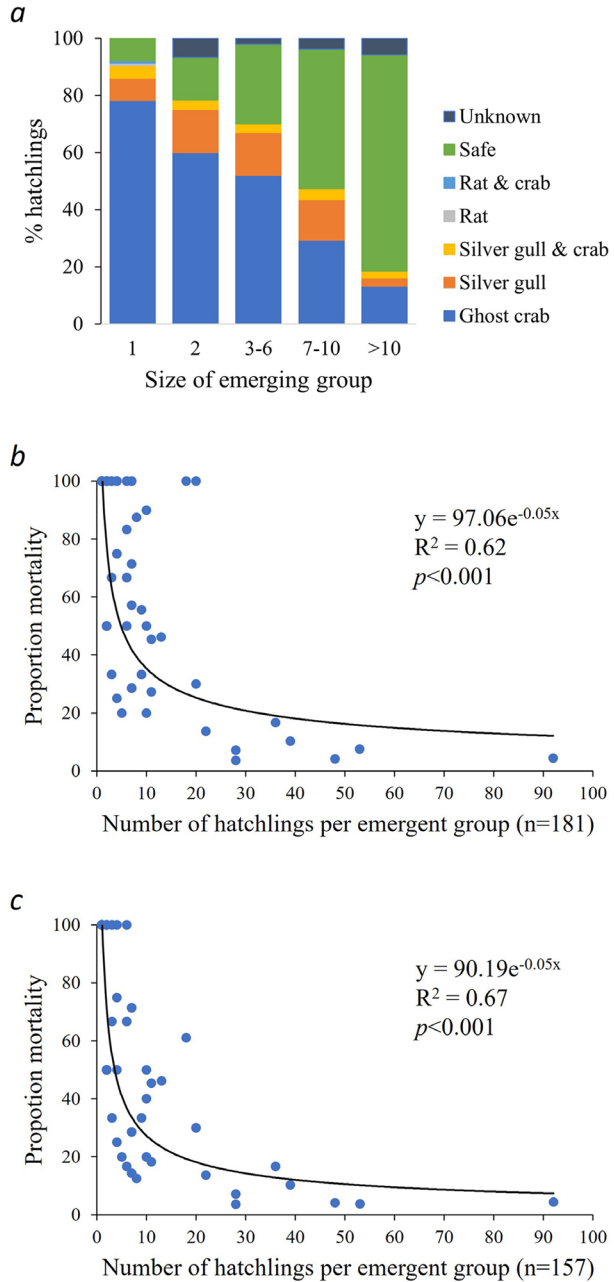 a
100
80
60
40
20
0
% hatchlings
1 2 3-6 7-10 >10
Size of emerging group
Unknown
Safe
Rat & crab
Rat
Silver gull & crab
Silver gull
Ghost crab
b
100
80
60
40
20
0
Proportion mortality
y = 97.06e^-0.05x
R² = 0.62
p<0.001
0 10 20 30 40 50 60 70 80 90 100
Number of hatchlings per emergent group (n=181)
c
100
80
60
40
20
0
Propotion mortality
y = 90.19e^-0.05x
R² = 0.67
p<0.001
0 10 20 30 40 50 60 70 80 90 100
Number of hatchlings per emergent group (n=157)